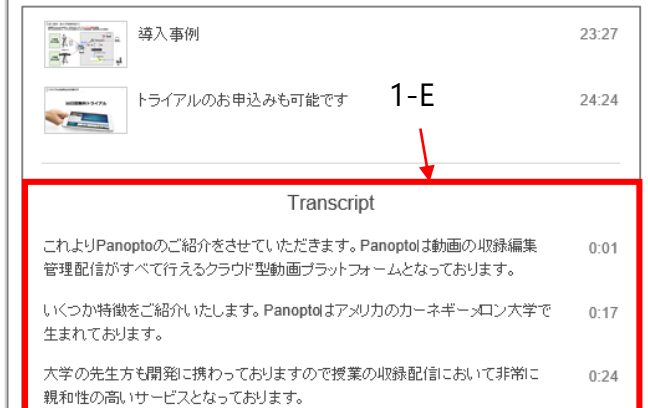 導入事例 23:27
トライアルのお申込みも可能です 24:24
1-E
Transcript
これよりPanoptoのご紹介をさせていただきます。Panoptoは動画の収録編集 0:01
管理配信がすべて行えるクラウド型動画プラットフォームとなっております。
いくつか特徴をご紹介いたします。Panoptoはアメリカのカーネギーメロン大学で 0:17
生まれております。
大学の先生方も開発に携わっておりますので授業の収録配信において非常に 0:24
親和性の高いサービスとなっております。